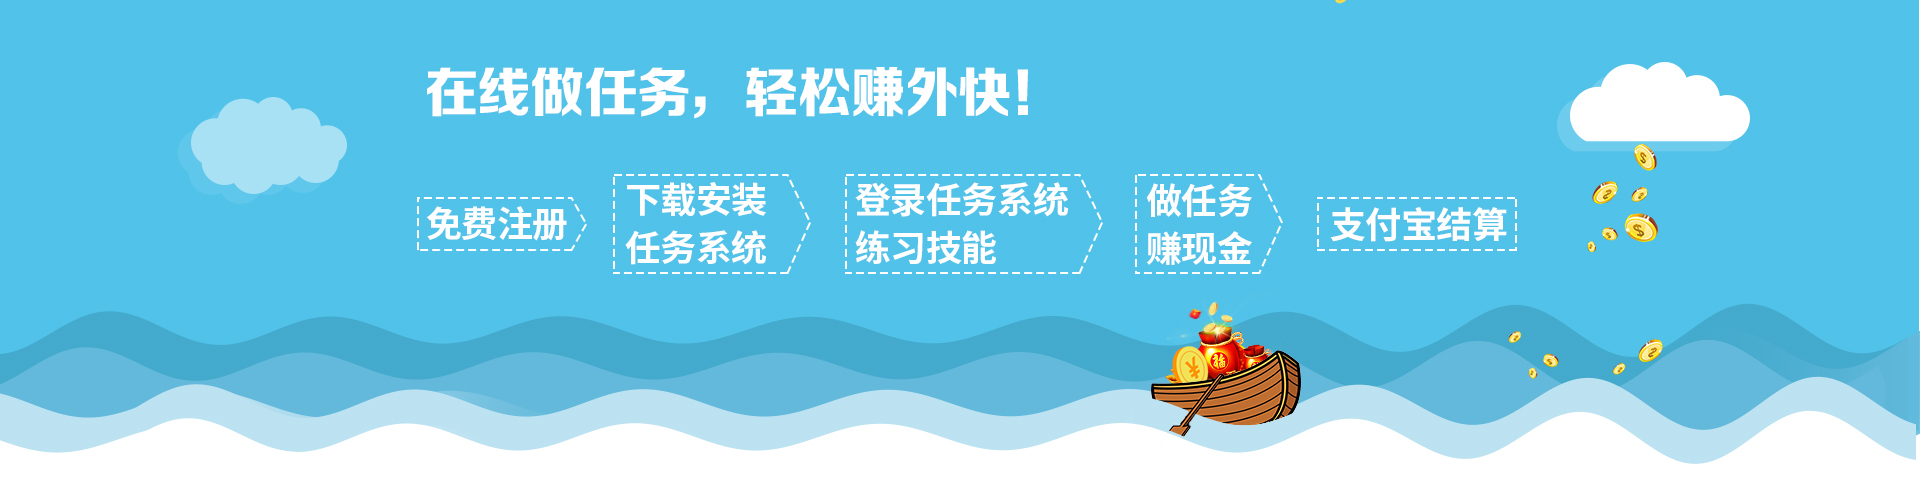 在线做任务，轻松赚外快！
免费注册
下载安装
任务系统
登录任务系统
练习技能
做任务
赚现金
支付宝结算
福